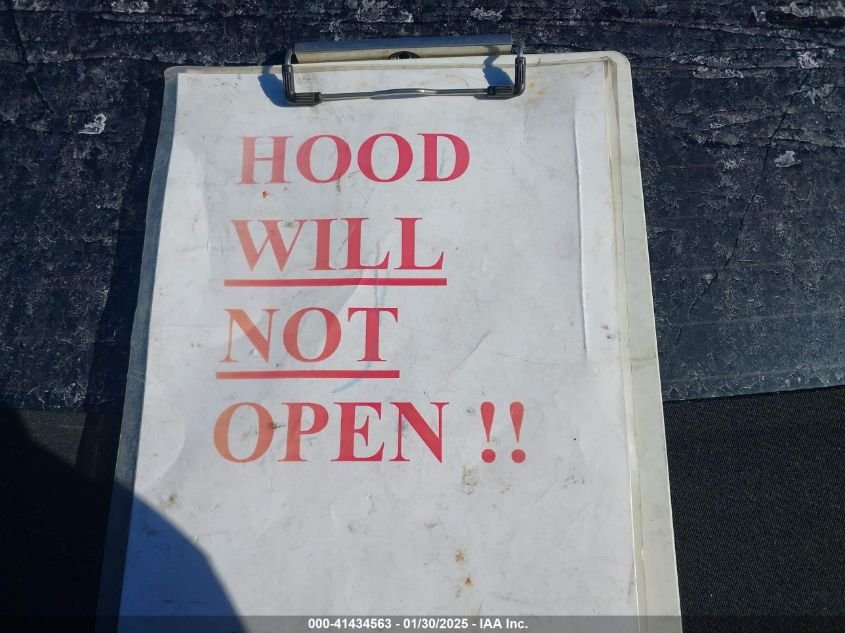 HOOD
WILL
NOT
OPEN !!
000-41434563 - 01/30/2025 - IAA Inc.